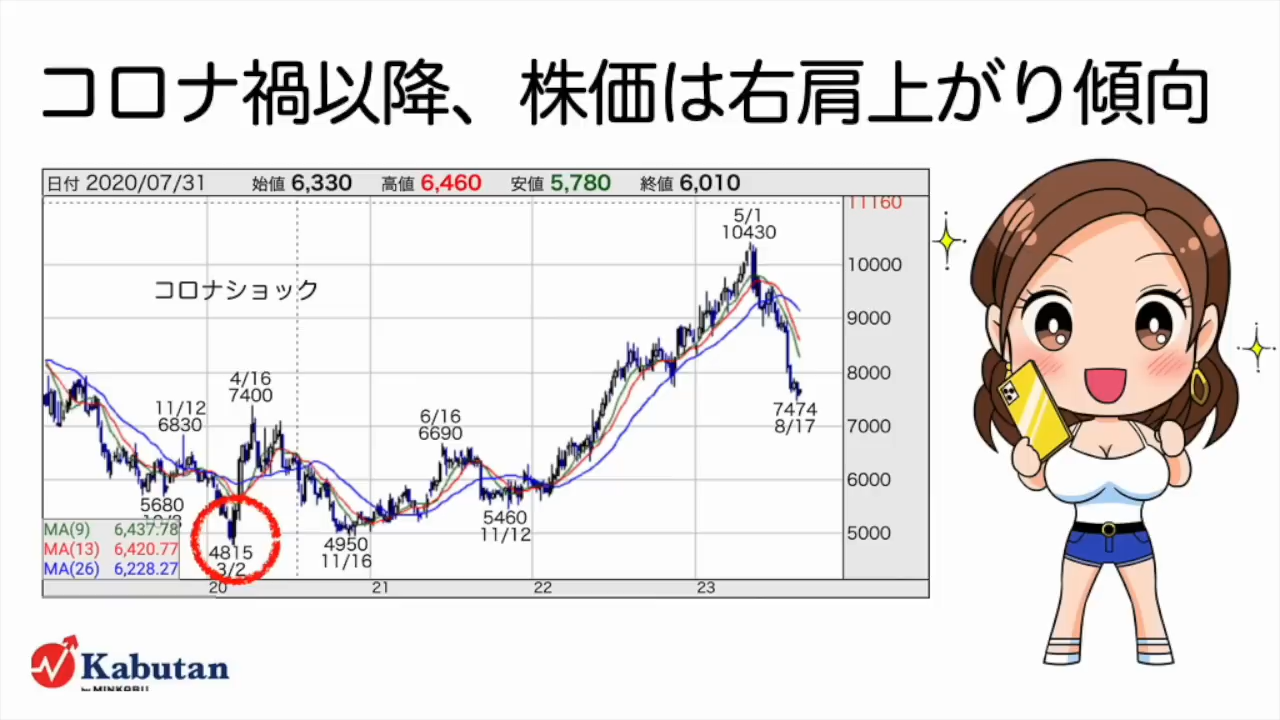 コロナ禍以降、株価は右肩上がり傾向
日付 2020/07/31 始値 6,330 高値 6,460 安値 5,780 終値 6,010
11160
5/1
10430
10000
コロナショック
9000
4/16
7400
8000
11/12
6830
6/16
6690
7474
8/17
7000
6000
5680
5460
11/12
MA(9) 6,437.78
MA(13) 6,420.77
MA(26) 6,228.27
4815
3/2
4950
11/16
5000
20 21 22 23
Kabutan
by MINKABU